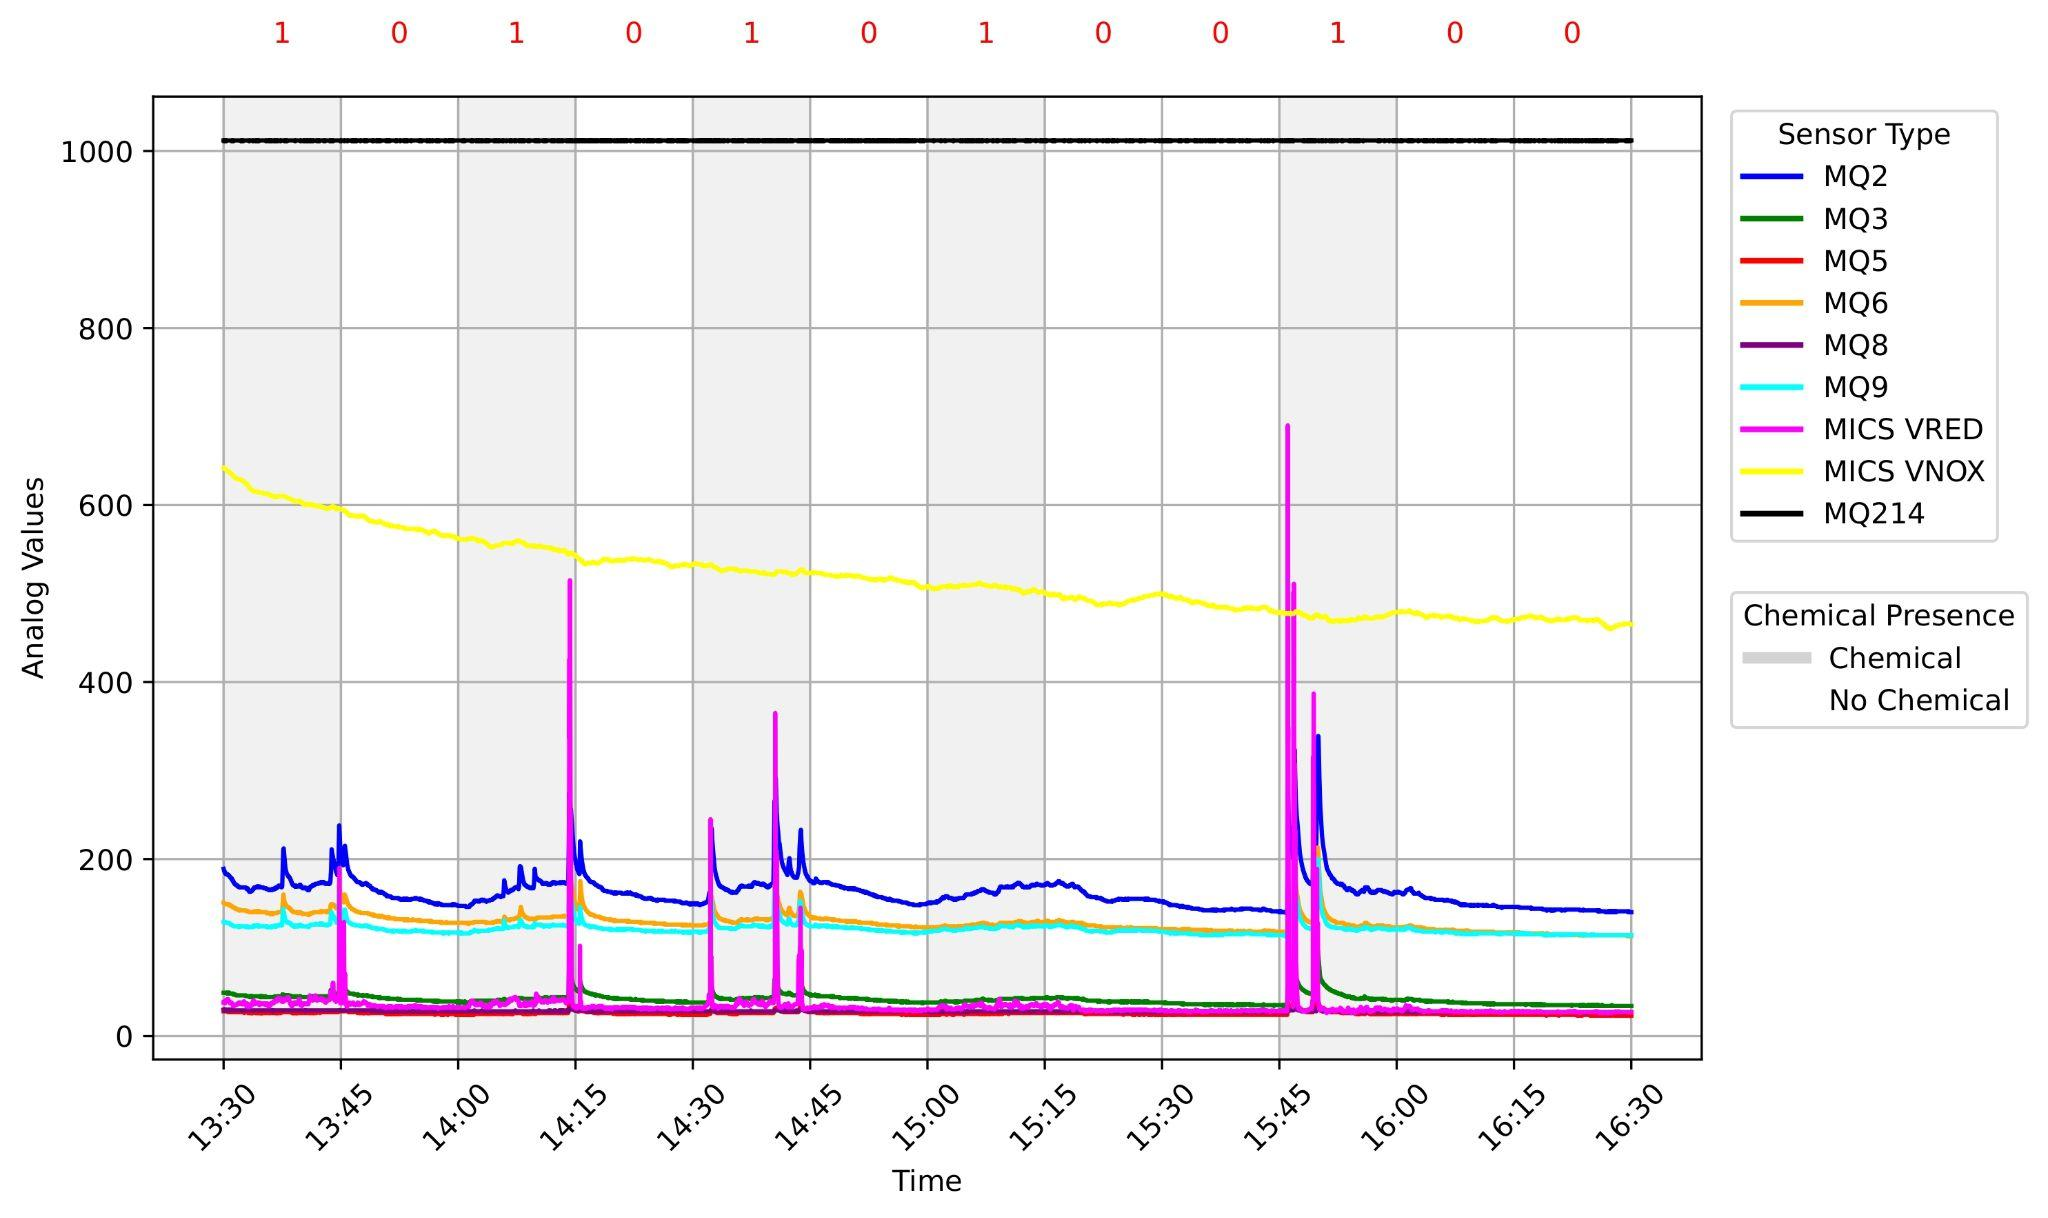 1 0 1 0 1 0 1 0 0 1 0 0
1000
800
600
400
200
0
Analog Values
13:30 13:45 14:00 14:15 14:30 14:45 15:00 15:15 15:30 15:45 16:00 16:15 16:30
Time
Sensor Type
MQ2
MQ3
MQ5
MQ6
MQ8
MQ9
MICS VRED
MICS VNOX
MQ214
Chemical Presence
Chemical
No Chemical